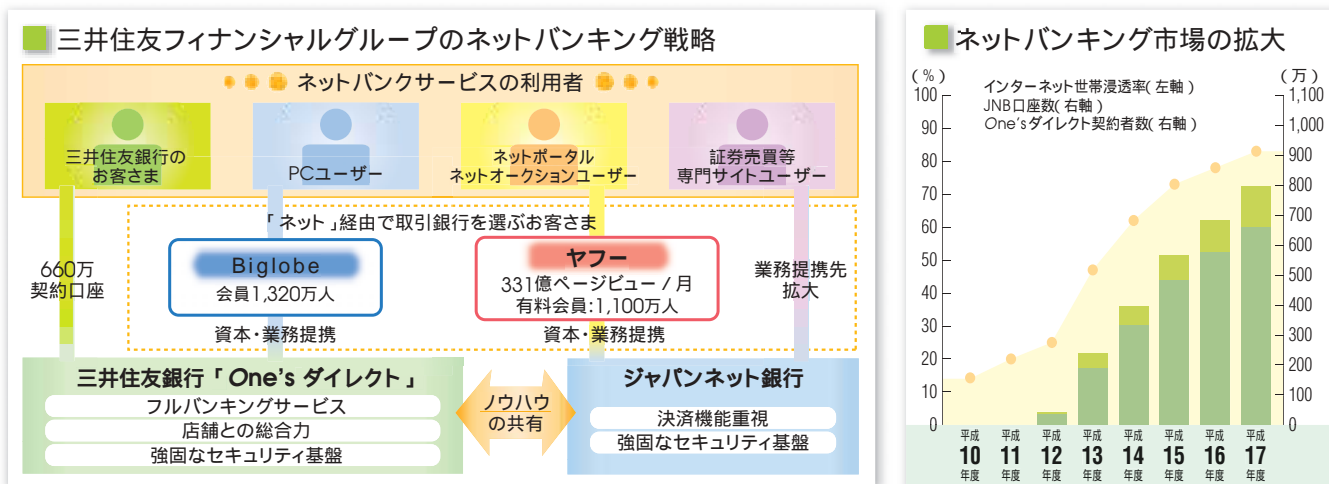 三井住友フィナンシャルグループのネットバンキング戦略
ネットバンクサービスの利用者
三井住友銀行の
お客さま
PCユーザー
ネットポータル
ネットオークションユーザー
証券売買等
専門サイトユーザー
「ネット」経由で取引銀行を選ぶお客さま
660万
契約口座
Biglobe
会員1,320万人
資本・業務提携
ヤフー
331億ページビュー / 月
有料会員:1,100万人
資本・業務提携
業務提携先
拡大
三井住友銀行「One's ダイレクト」
フルバンキングサービス
店舗との総合力
強固なセキュリティ基盤
ノウハウ
の共有
ジャパンネット銀行
決済機能重視
強固なセキュリティ基盤
ネットバンキング市場の拡大
(%)
100
90
80
70
60
50
40
30
20
10
0
インターネット世帯浸透率(左軸)
JNB口座数(右軸)
One'sダイレクト契約者数(右軸)
(万)
1,100
1,000
900
800
700
600
500
400
300
200
100
0
平成
10
年度
平成
11
年度
平成
12
年度
平成
13
年度
平成
14
年度
平成
15
年度
平成
16
年度
平成
17
年度